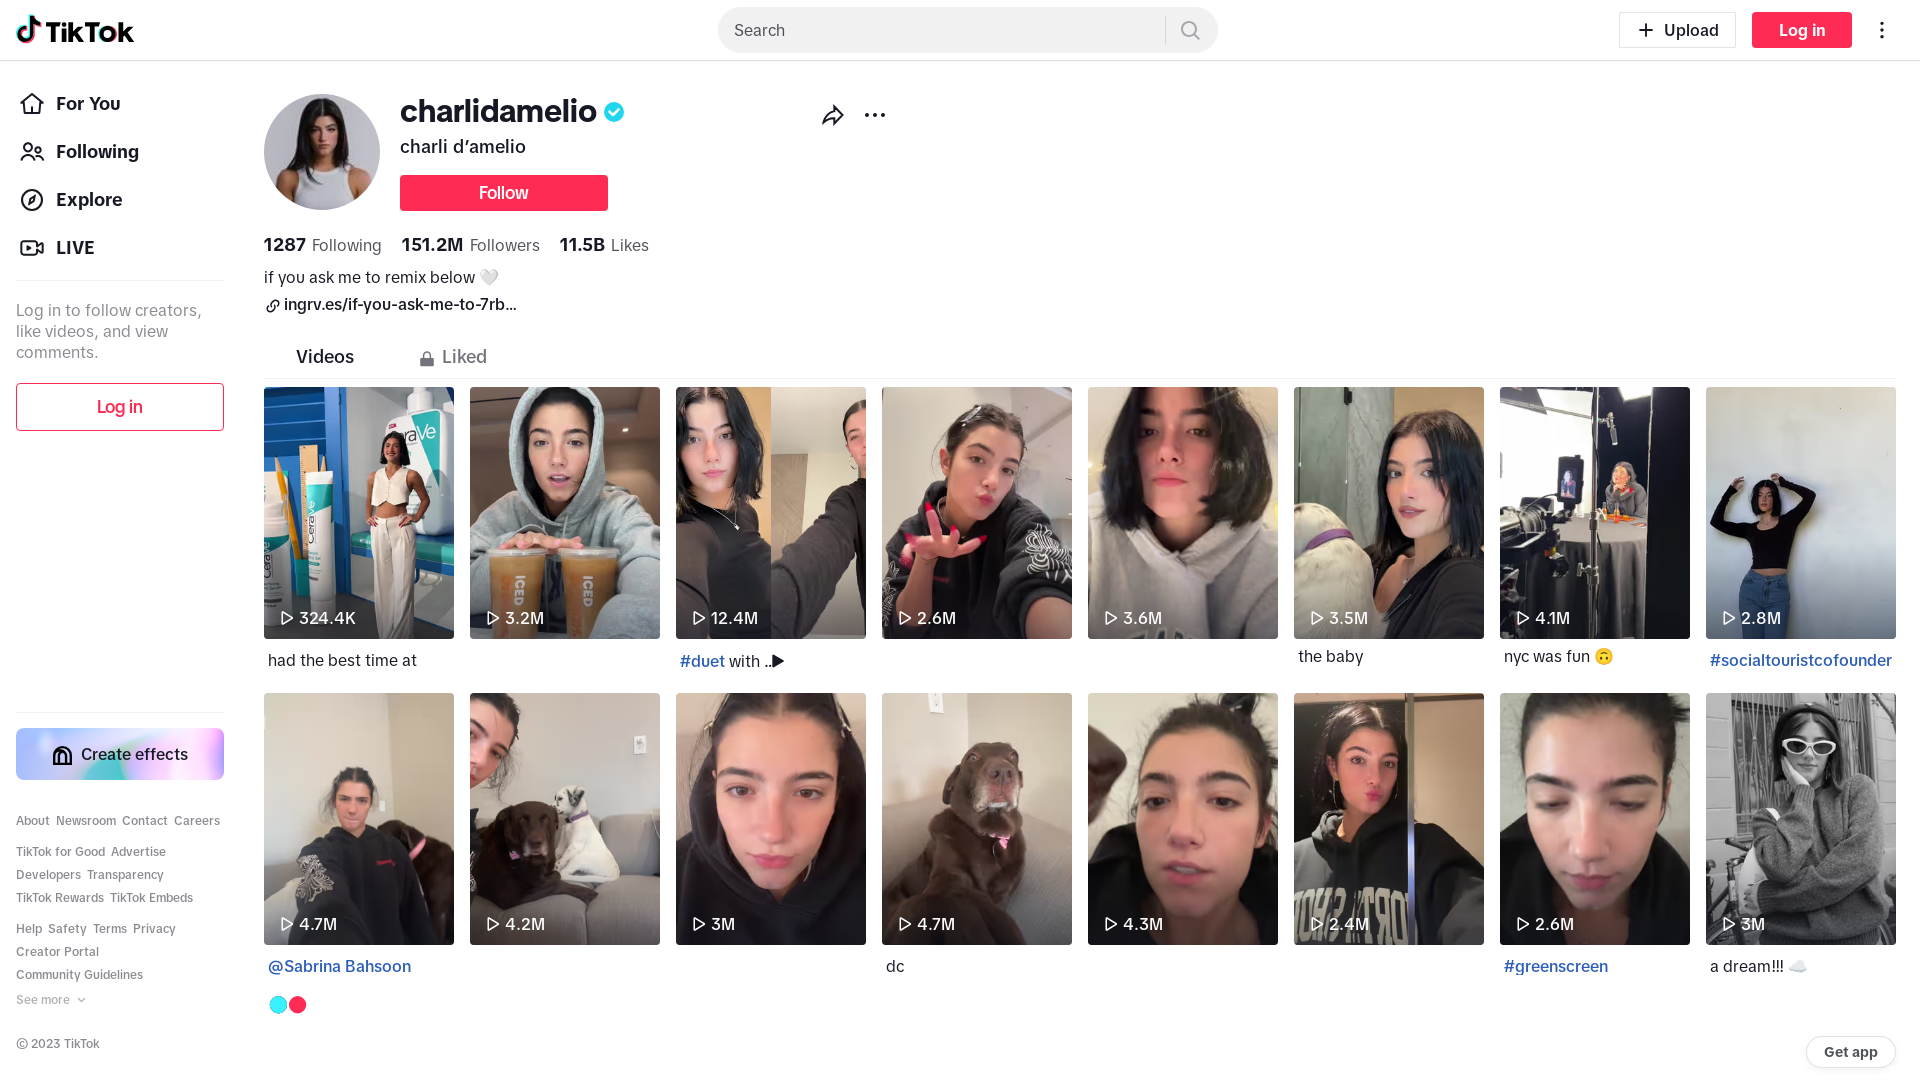 TikTok
Search
Upload
Log in
For You
Following
Explore
LIVE
Log in to follow creators,
like videos, and view
comments.
Log in
Create effects
About Newsroom Contact Careers
TikTok for Good Advertise
Developers Transparency
TikTok Rewards TikTok Embeds
Help Safety Terms Privacy
Creator Portal
Community Guidelines
See more
© 2023 TikTok
charlidamelio
charli d’amelio
Follow
1287 Following 151.2M Followers 11.5B Likes
if you ask me to remix below 🤍
ingrv.es/if-you-ask-me-to-7rb...
Videos
Liked
CeraVe
CeraVe
ICED
ICED
324.4K
3.2M
12.4M
2.6M
3.6M
3.5M
4.1M
2.8M
had the best time at
#duet with ..
the baby
nyc was fun 🙃
#socialtouristcofounder
4.7M
4.2M
3M
4.7M
4.3M
2.4M
2.6M
3M
@Sabrina Bahsoon
dc
#greenscreen
a dream!!! ☁️
Get app